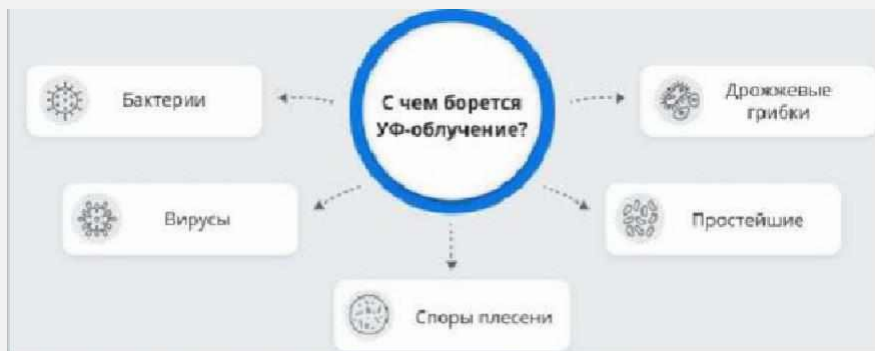 С чем борется
УФ-облучение?
Бактерии
Дрожжевые
грибки
Вирусы
Простейшие
Споры плесени